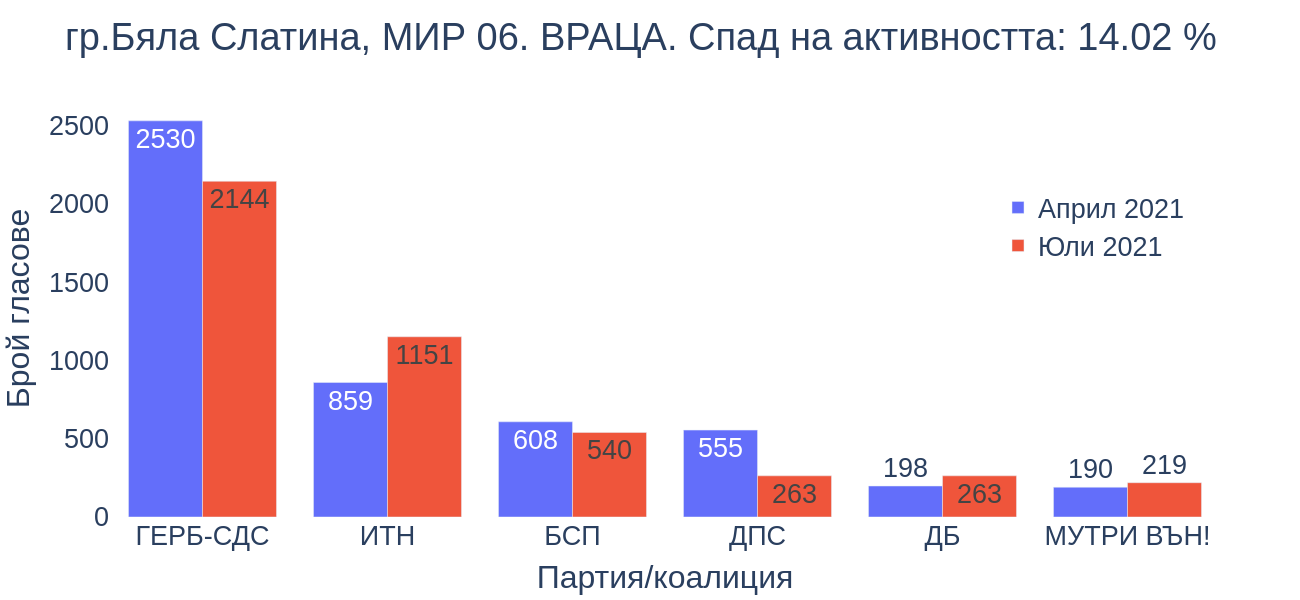 гр.Бяла Слатина, МИР 06. ВРАЦА. Спад на активността: 14.02 %
Брой гласове
2500
2000
1500
1000
500
0
2530
2144
859
1151
608
540
555
263
198
263
190
219
Април 2021
Юли 2021
ГЕРБ-СДС
ИТН
БСП
ДПС
ДБ
МУТРИ ВЪН!
Партия/коалиция